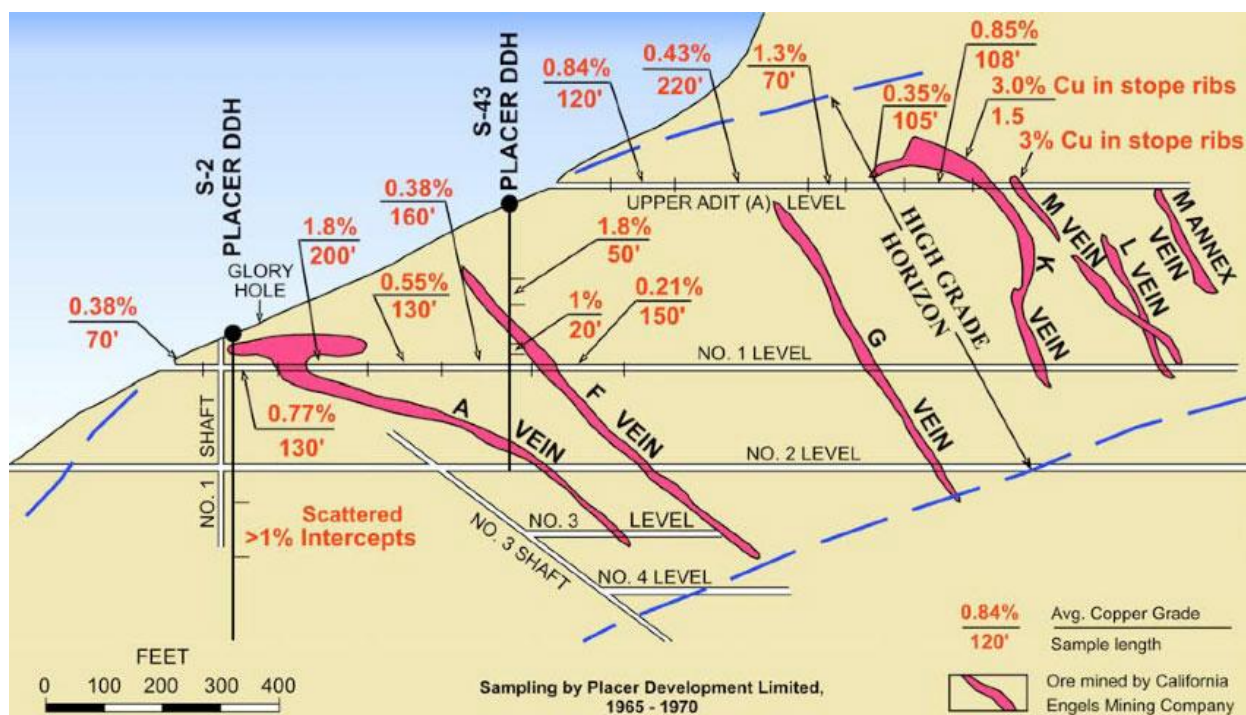 0.85%
108'
1.3%
70'
0.43%
220'
0.84%
120'
0.35%
105'
3.0% Cu in stope ribs
1.5
3% Cu in stope ribs
S-43
PLACER DDH
S-2
PLACER DDH
UPPER ADIT (A) LEVEL
0.38%
160'
1.8%
200'
GLORY
HOLE
1.8%
50'
0.55%
130'
1%
20'
0.21%
150'
0.38%
70'
HIGH GRADE
HORIZON
M VEIN
L VEIN
M ANNEX
VEIN
K VEIN
G VEIN
F VEIN
A VEIN
NO. 1 LEVEL
0.77%
130'
NO. 1 SHAFT
NO. 2 LEVEL
Scattered
>1% Intercepts
NO. 3 LEVEL
NO. 3 SHAFT
NO. 4 LEVEL
0.84%
120'
Avg. Copper Grade
Sample length
Ore mined by California
Engels Mining Company
FEET
0 100 200 300 400
Sampling by Placer Development Limited,
1965 - 1970